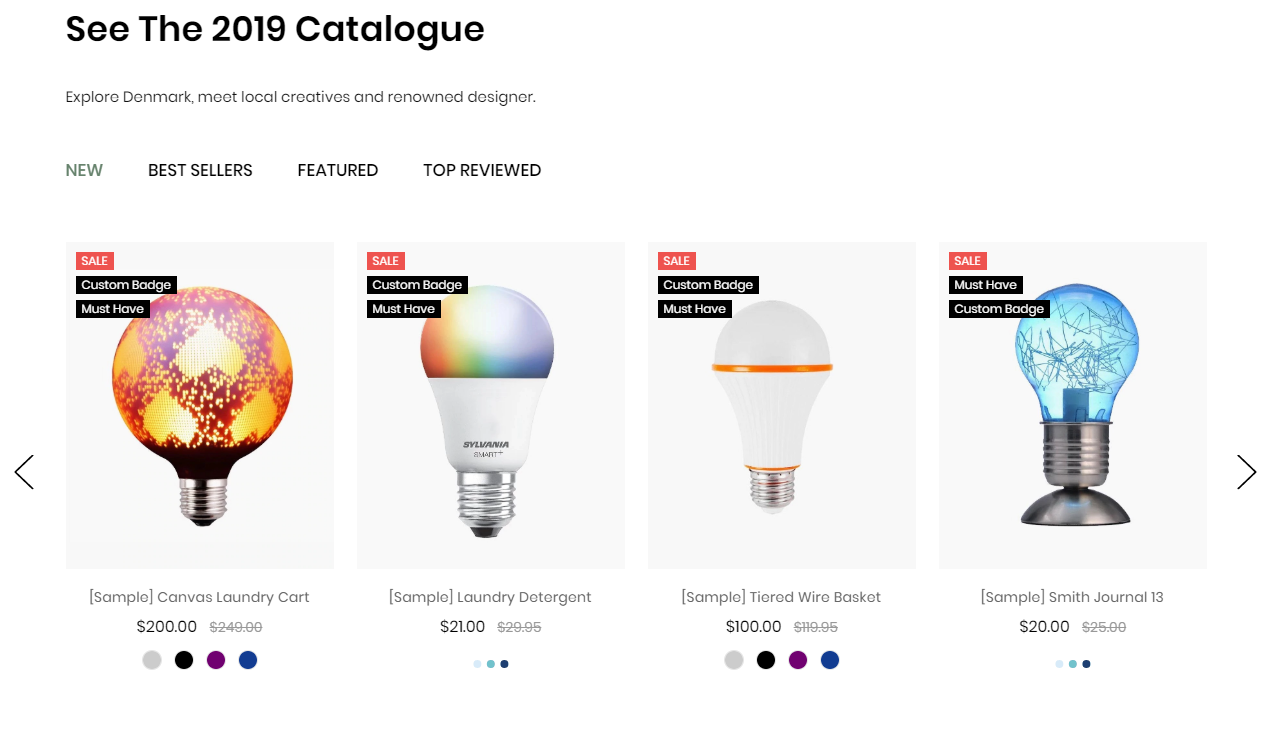 See The 2019 Catalogue
Explore Denmark, meet local creatives and renowned designer.
NEW BEST SELLERS FEATURED TOP REVIEWED
SALE
Custom Badge
Must Have
SALE
Custom Badge
Must Have
SYLVANIA
SMART+
SALE
Custom Badge
Must Have
SALE
Must Have
Custom Badge
[Sample] Canvas Laundry Cart
$200.00 $249.00
[Sample] Laundry Detergent
$21.00 $29.95
[Sample] Tiered Wire Basket
$100.00 $119.95
[Sample] Smith Journal 13
$20.00 $25.00